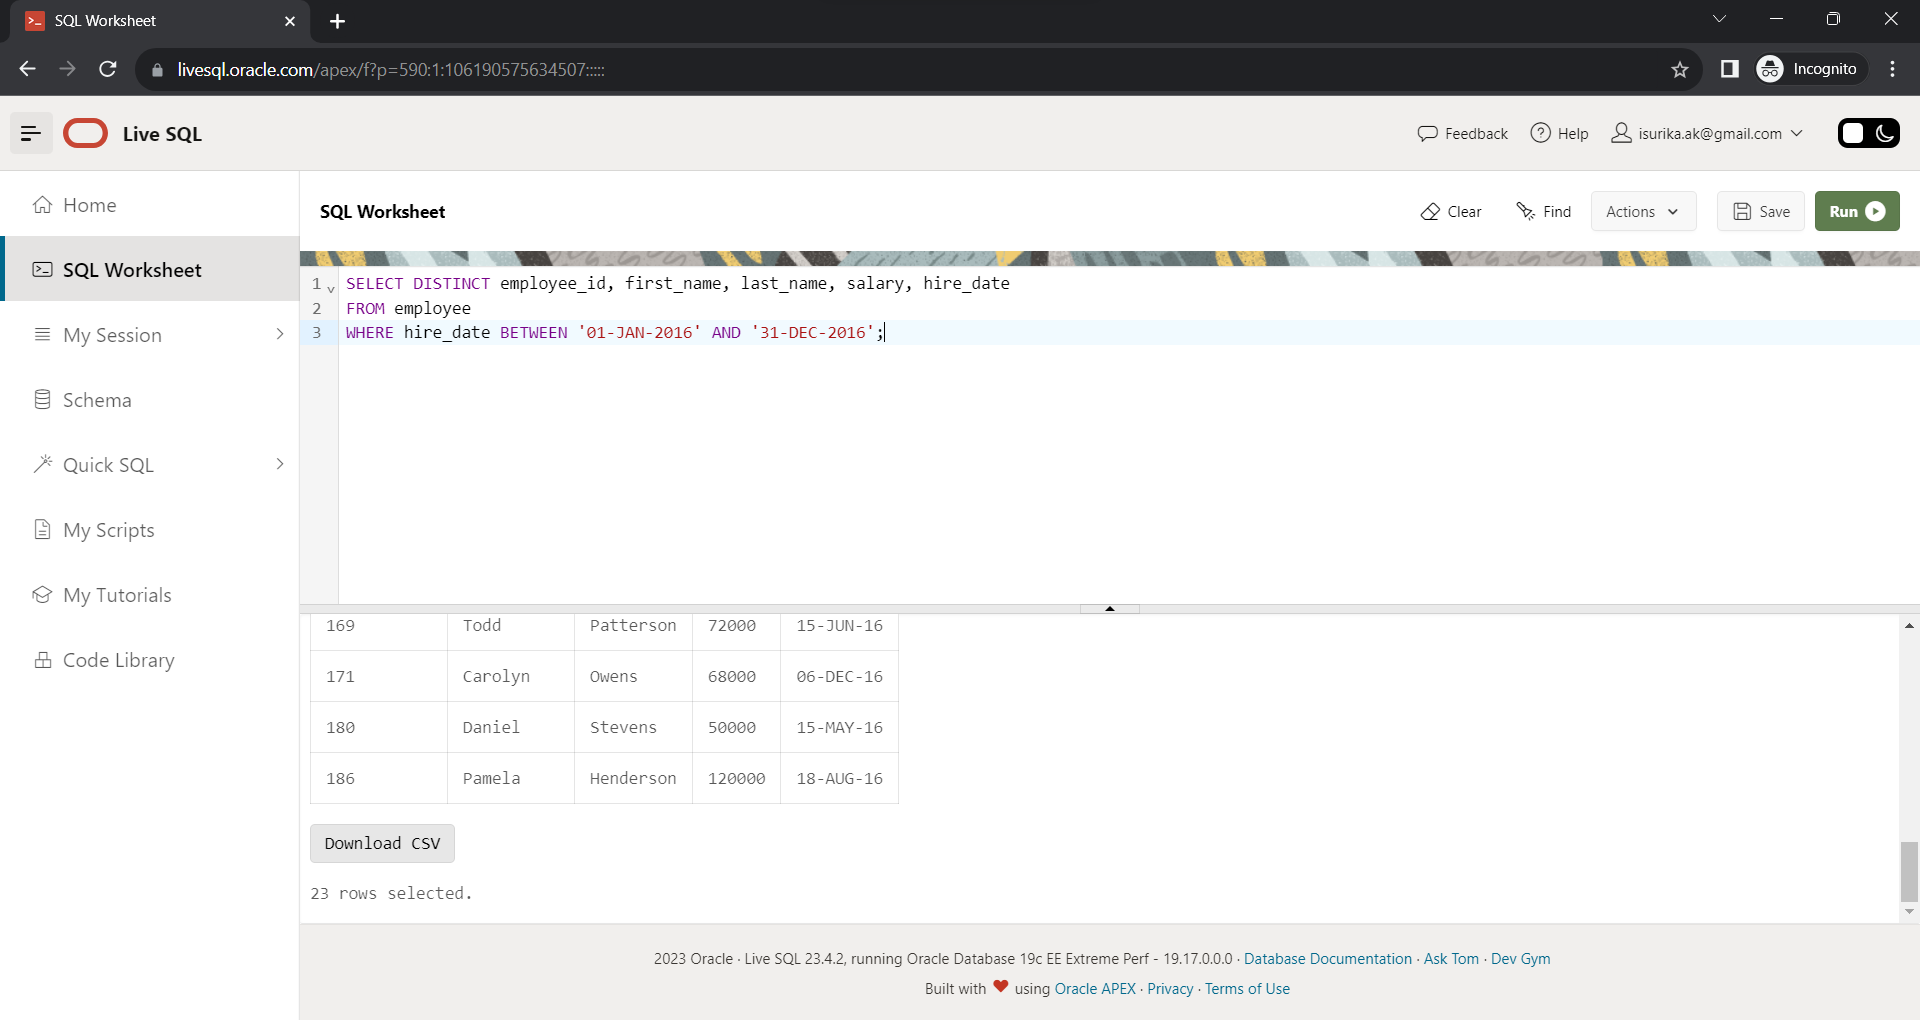 SQL Worksheet
livesql.oracle.com/apex/f?p=590:1:106190575634507:::::
Incognito
Live SQL
Feedback
Help
isurika.ak@gmail.com
Home
SQL Worksheet
My Session
Schema
Quick SQL
My Scripts
My Tutorials
Code Library
SQL Worksheet
Clear
Find
Actions
Save
Run
1 SELECT DISTINCT employee_id, first_name, last_name, salary, hire_date
2 FROM employee
3 WHERE hire_date BETWEEN '01-JAN-2016' AND '31-DEC-2016';
169 Todd Patterson 72000 15-JUN-16
171 Carolyn Owens 68000 06-DEC-16
180 Daniel Stevens 50000 15-MAY-16
186 Pamela Henderson 120000 18-AUG-16
Download CSV
23 rows selected.
2023 Oracle · Live SQL 23.4.2, running Oracle Database 19c EE Extreme Perf - 19.17.0.0.0 · Database Documentation · Ask Tom · Dev Gym
Built with ❤ using Oracle APEX · Privacy · Terms of Use